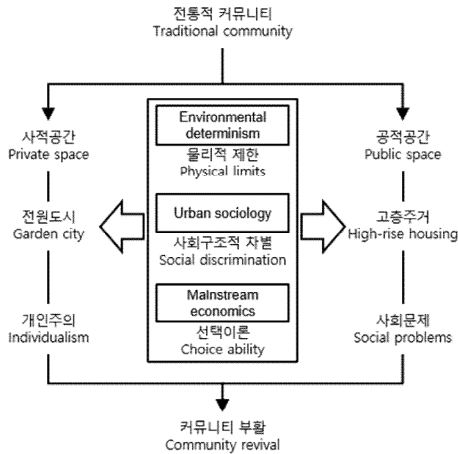 전통적 커뮤니티
Traditional community
사적공간
Private space
Environmental
determinism
물리적 제한
Physical limits
공적공간
Public space
전원도시
Garden city
Urban sociology
사회구조적 차별
Social discrimination
고층주거
High-rise housing
개인주의
Individualism
Mainstream
economics
선택이론
Choice ability
사회문제
Social problems
커뮤니티 부활
Community revival